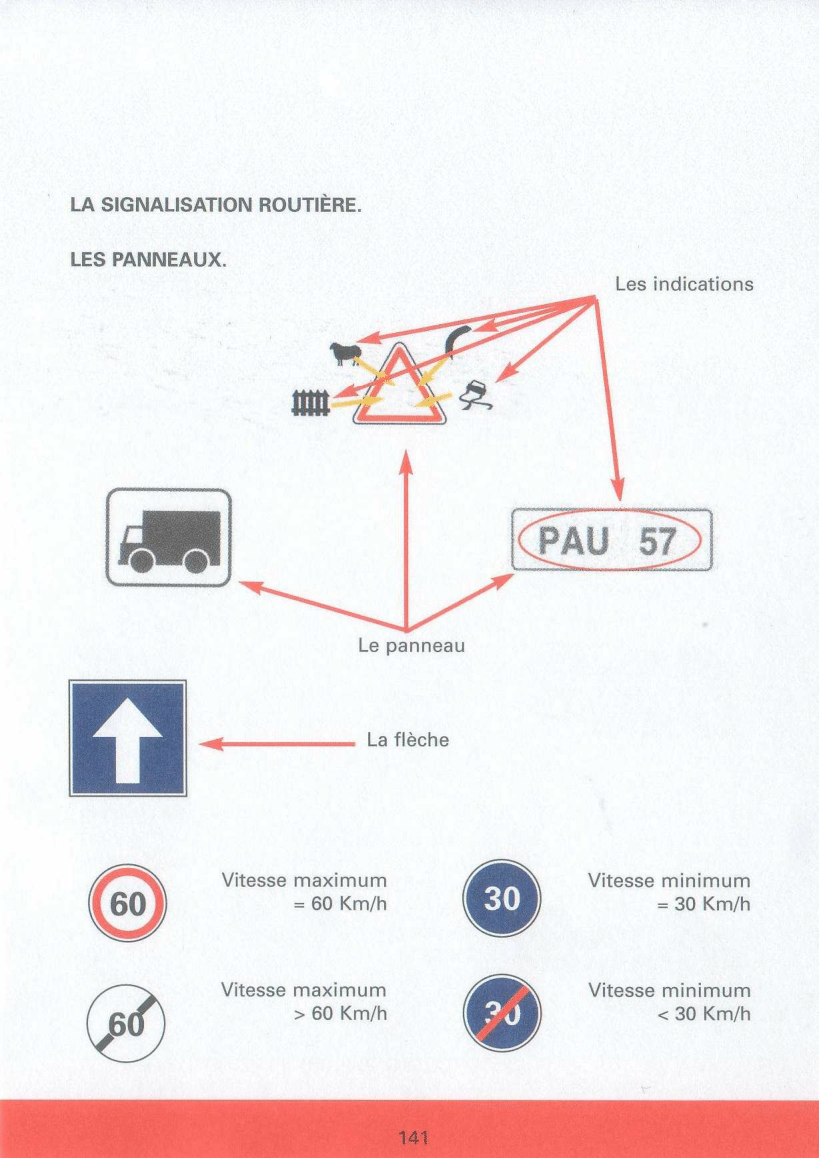 LA SIGNALISATION ROUTIÈRE.
LES PANNEAUX.
Les indications
PAU 57
Le panneau
La flèche
60
Vitesse maximum
= 60 Km/h
30
Vitesse minimum
= 30 Km/h
60
Vitesse maximum
> 60 Km/h
30
Vitesse minimum
< 30 Km/h
141